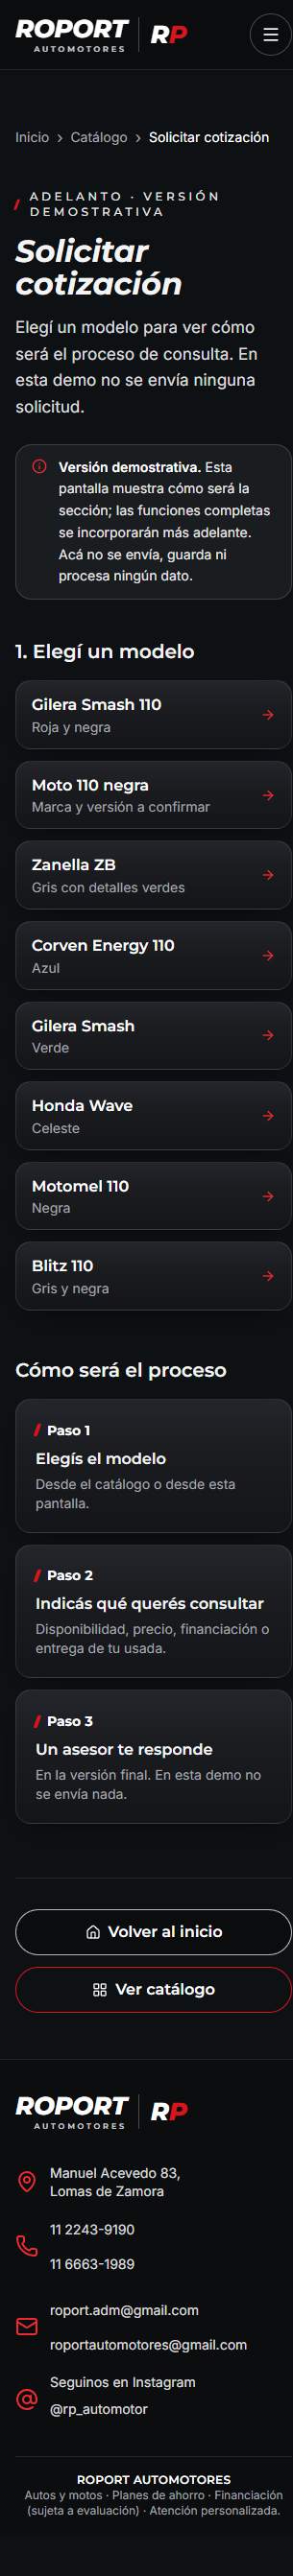 ROPORT
AUTOMOTORES
RP
Inicio › Catálogo › Solicitar cotización
ADELANTO · VERSIÓN
DEMOSTRATIVA
Solicitar
cotización
Elegí un modelo para ver cómo
será el proceso de consulta. En
esta demo no se envía ninguna
solicitud.
Versión demostrativa. Esta
pantalla muestra cómo será la
sección; las funciones completas
se incorporarán más adelante.
Acá no se envía, guarda ni
procesa ningún dato.
1. Elegí un modelo
Gilera Smash 110
Roja y negra
Moto 110 negra
Marca y versión a confirmar
Zanella ZB
Gris con detalles verdes
Corven Energy 110
Azul
Gilera Smash
Verde
Honda Wave
Celeste
Motomel 110
Negra
Blitz 110
Gris y negra
Cómo será el proceso
Paso 1
Elegís el modelo
Desde el catálogo o desde esta
pantalla.
Paso 2
Indicás qué querés consultar
Disponibilidad, precio, financiación o
entrega de tu usada.
Paso 3
Un asesor te responde
En la versión final. En esta demo no
se envía nada.
Volver al inicio
Ver catálogo
ROPORT
AUTOMOTORES
RP
Manuel Acevedo 83,
Lomas de Zamora
11 2243-9190
11 6663-1989
roport.adm@gmail.com
roportautomotores@gmail.com
Seguinos en Instagram
@rp_automotor
ROPORT AUTOMOTORES
Autos y motos · Planes de ahorro · Financiación
(sujeta a evaluación) · Atención personalizada.